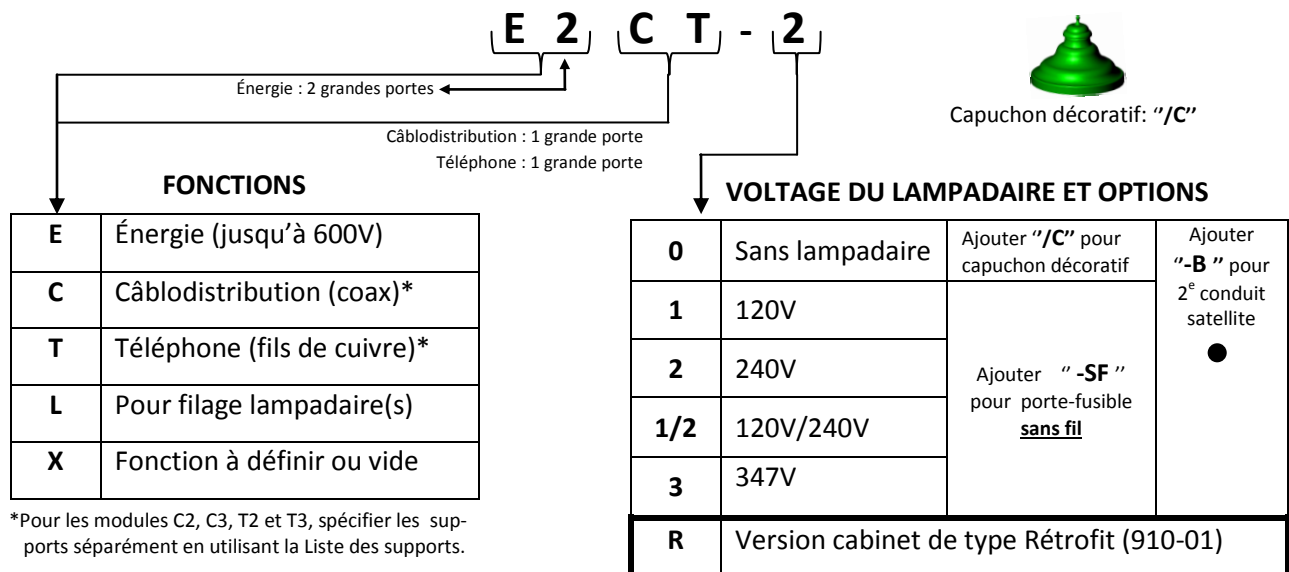 E 2 C T - 2
Énergie : 2 grandes portes
Câblodistribution : 1 grande porte
Téléphone : 1 grande porte
Capuchon décoratif: ‘’/C’’
FONCTIONS
E Énergie (jusqu’à 600V)
C Câblodistribution (coax)*
T Téléphone (fils de cuivre)*
L Pour filage lampadaire(s)
X Fonction à définir ou vide
*Pour les modules C2, C3, T2 et T3, spécifier les sup-
ports séparément en utilisant la Liste des supports.
VOLTAGE DU LAMPADAIRE ET OPTIONS
0 Sans lampadaire
1 120V
2 240V
1/2 120V/240V
3 347V
Ajouter ‘’/C’’ pour
capuchon décoratif
Ajouter ‘’ -SF ’’
pour porte-fusible
sans fil
Ajouter
‘’-B ’’ pour
2e conduit
satellite
R Version cabinet de type Rétrofit (910-01)